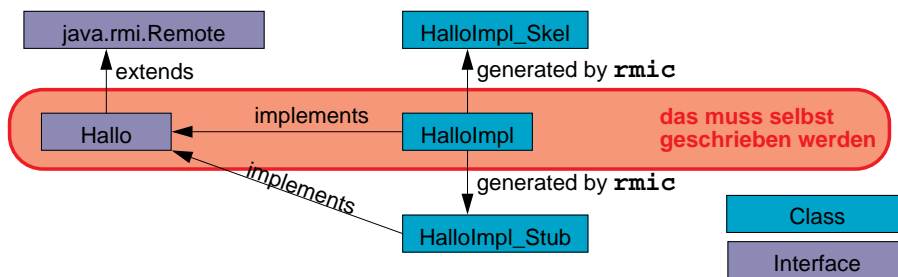 java.rmi.Remote
HalloImpl_Skel
extends
generated by rmic
Hallo
implements
HalloImpl
das muss selbst
geschrieben werden
implements
generated by rmic
HalloImpl_Stub
Class
Interface